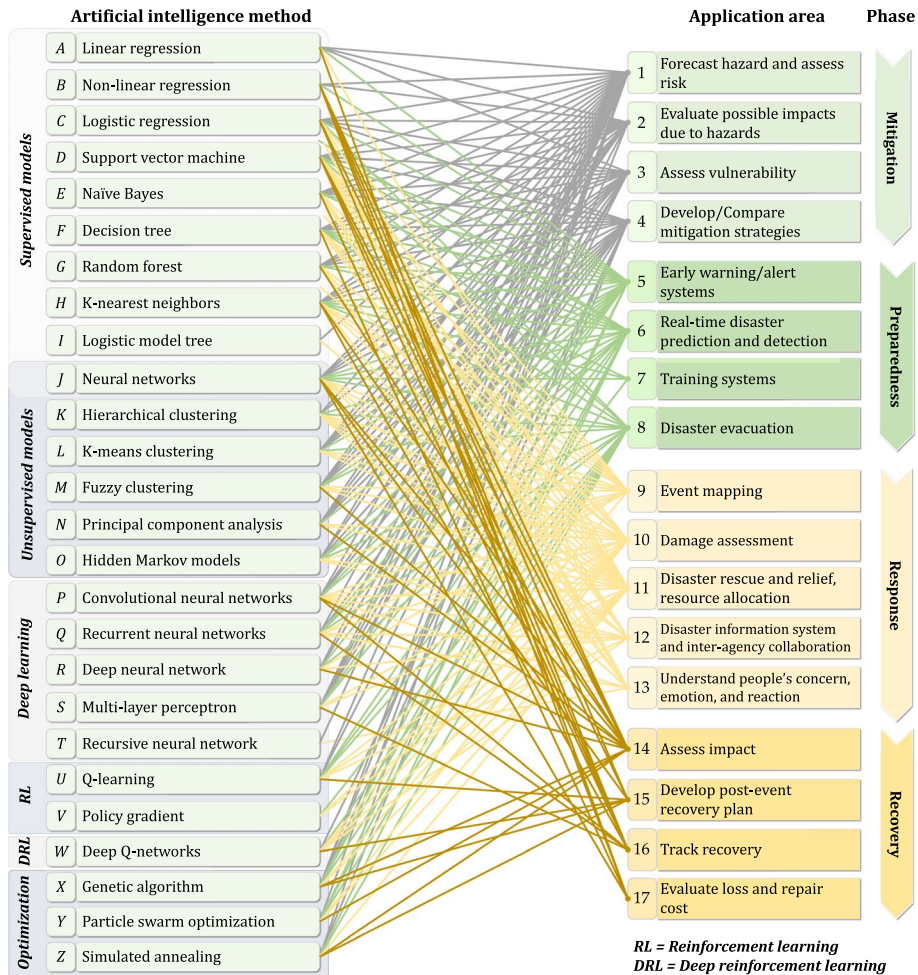 Artificial intelligence method
Application area
Phase
Supervised models
A Linear regression
B Non-linear regression
C Logistic regression
D Support vector machine
E Naïve Bayes
F Decision tree
G Random forest
H K-nearest neighbors
I Logistic model tree
Unsupervised models
J Neural networks
K Hierarchical clustering
L K-means clustering
M Fuzzy clustering
N Principal component analysis
O Hidden Markov models
Deep learning
P Convolutional neural networks
Q Recurrent neural networks
R Deep neural network
S Multi-layer perceptron
T Recursive neural network
RL
U Q-learning
V Policy gradient
DRL
W Deep Q-networks
Optimization
X Genetic algorithm
Y Particle swarm optimization
Z Simulated annealing
1 Forecast hazard and assess
risk
2 Evaluate possible impacts
due to hazards
3 Assess vulnerability
4 Develop/Compare
mitigation strategies
Mitigation
5 Early warning/alert
systems
6 Real-time disaster
prediction and detection
7 Training systems
8 Disaster evacuation
Preparedness
9 Event mapping
10 Damage assessment
11 Disaster rescue and relief,
resource allocation
12 Disaster information system
and inter-agency collaboration
13 Understand people's concern,
emotion, and reaction
Response
14 Assess impact
15 Develop post-event
recovery plan
16 Track recovery
17 Evaluate loss and repair
cost
Recovery
RL = Reinforcement learning
DRL = Deep reinforcement learning